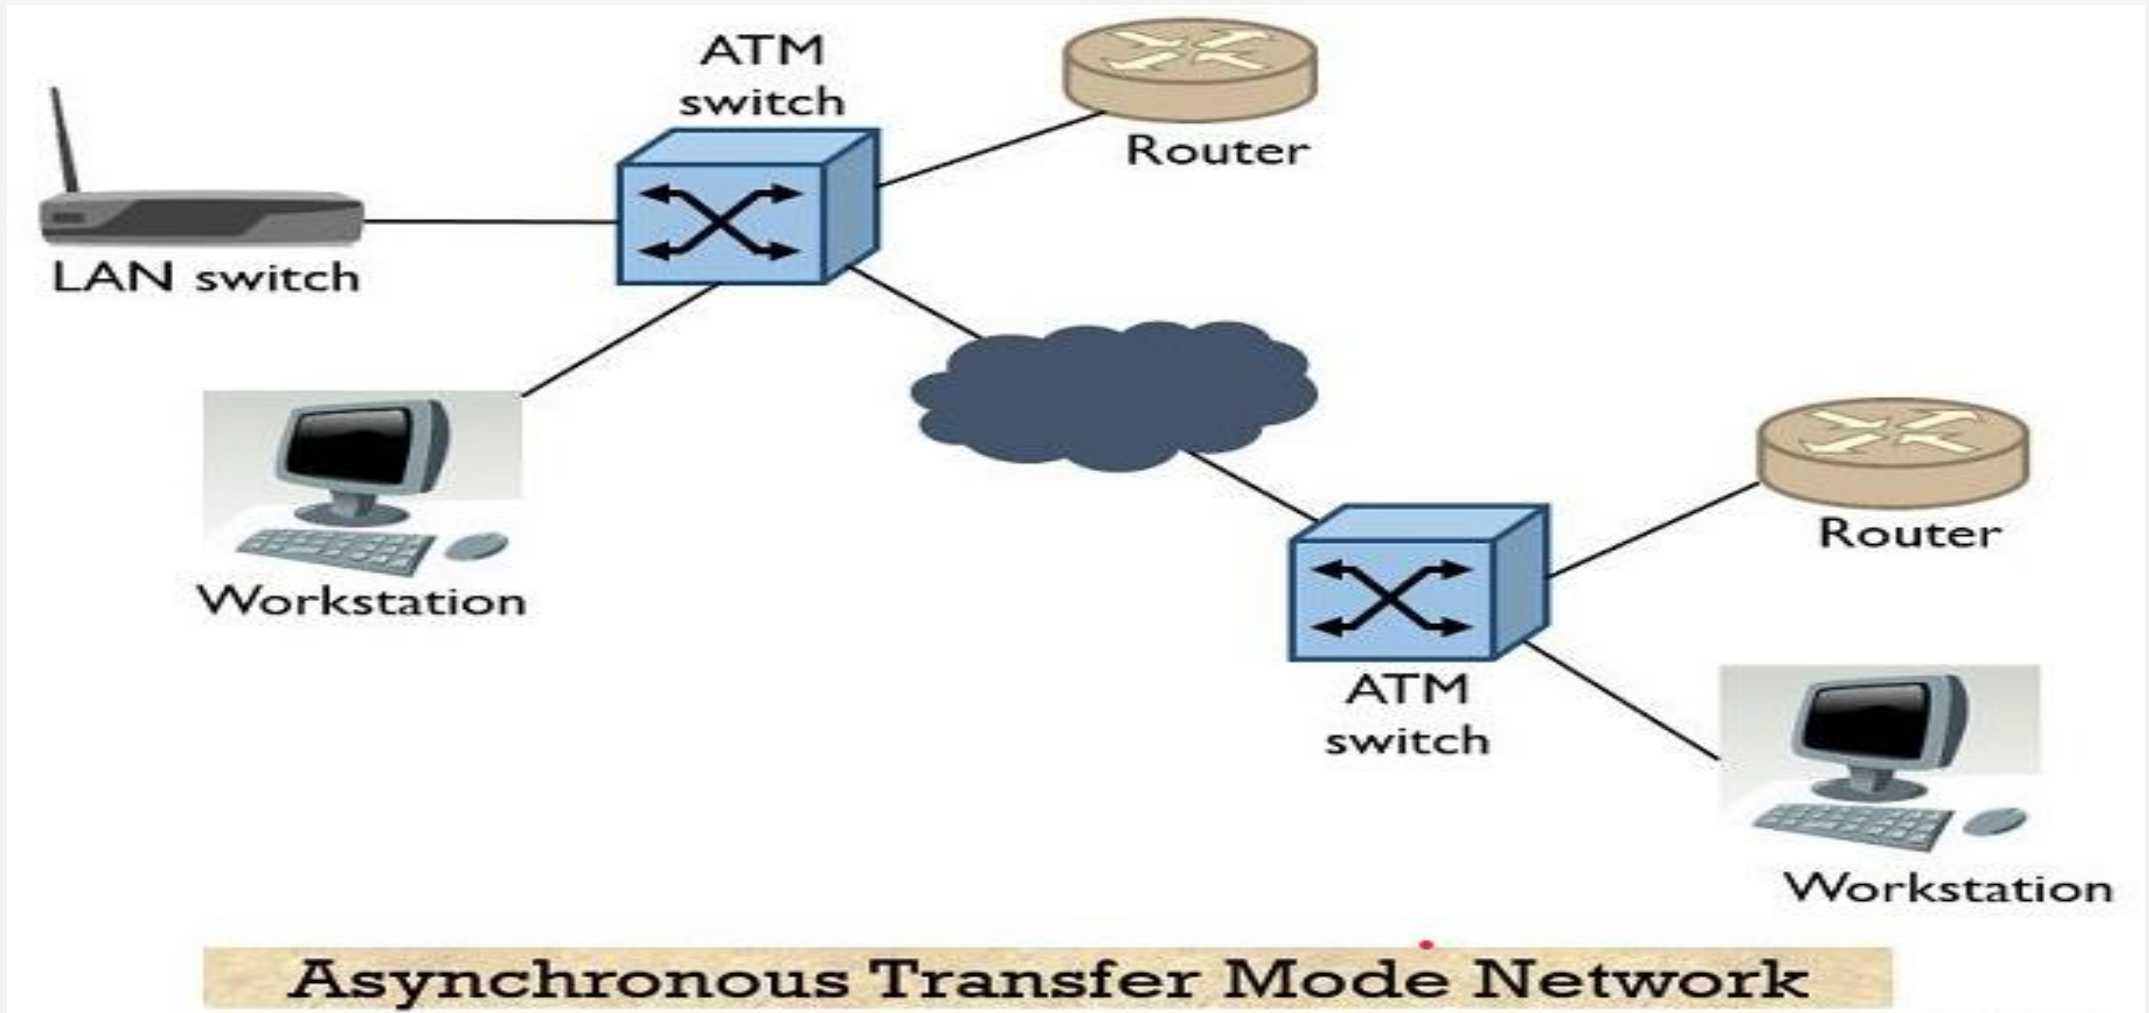 ATM
switch
Router
LAN switch
Workstation
Router
ATM
switch
Workstation
Asynchronous Transfer Mode Network